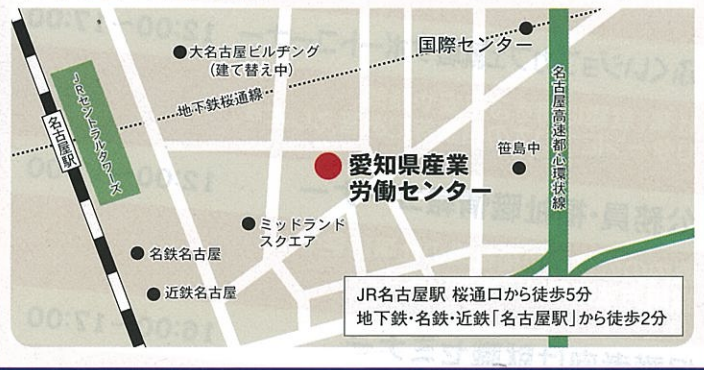 大名古屋ビルヂング
(建て替え中)
国際センター
地下鉄桜通線
JRセントラルタワーズ
名古屋駅
名古屋高速都心環状線
笹島中
愛知県産業
労働センター
ミッドランド
スクエア
名鉄名古屋
近鉄名古屋
JR名古屋駅 桜通口から徒歩5分
地下鉄・名鉄・近鉄「名古屋駅」から徒歩2分